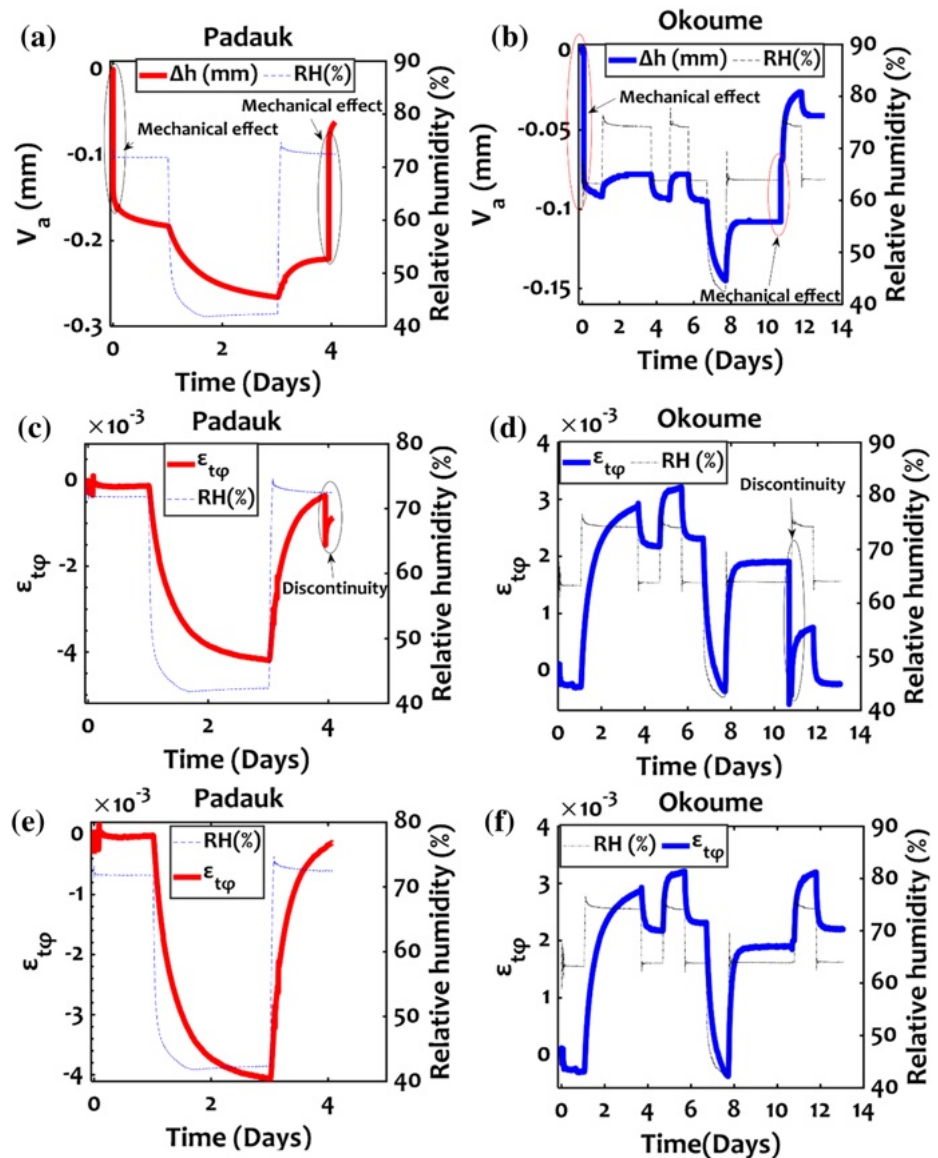 (a)
Padauk
Δh (mm) RH(%)
Mechanical effect
Mechanical effect
0
-0.1
-0.2
-0.3
V_a (mm)
90
80
70
60
50
40
Relative humidity (%)
0 2 4
Time (Days)
(b)
Okoume
Δh (mm) RH(%)
Mechanical effect
Mechanical effect
0
-0.05
-0.1
-0.15
V_a (mm)
90
80
70
60
50
40
Relative humidity (%)
0 2 4 6 8 10 13 14
Time (Days)
(c)
×10⁻³
Padauk
ε_tφ
RH(%)
Discontinuity
0
-2
-4
ε_tφ
80
70
60
50
40
Relative humidity (%)
0 2 4
Time (Days)
(d)
×10⁻³
Okoume
ε_tφ RH (%)
Discontinuity
4
3
2
1
0
ε_tφ
90
80
70
60
50
40
Relative humidity (%)
0 2 4 6 8 10 12 14
Time (Days)
(e)
×10⁻³
Padauk
RH(%)
ε_tφ
0
-1
-2
-3
-4
ε_tφ
80
70
60
50
40
Relative humidity (%)
0 2 4
Time (Days)
(f)
×10⁻³
Okoume
RH (%) ε_tφ
4
3
2
1
0
ε_tφ
90
80
70
60
50
40
Relative humidity (%)
0 2 4 6 8 10 12 14
Time(Days)